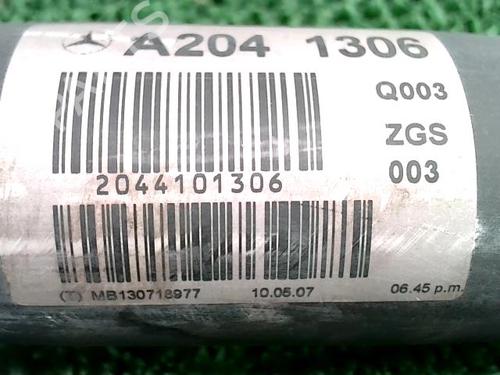 A204 1306
Q003
ZGS
003
2044101306
(T) MB130718977 10.05.07 06.45 p.m.